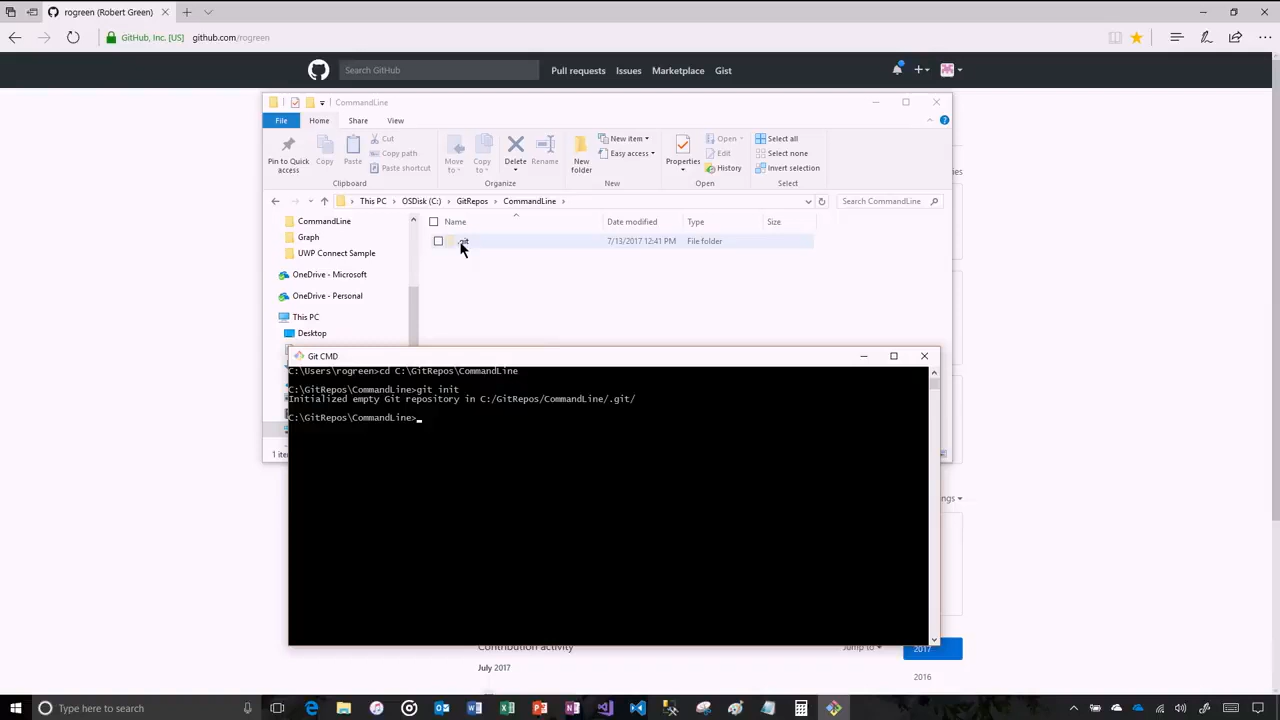 rogreen (Robert Green)
GitHub, Inc. [US] github.com/rogreen
Search GitHub
Pull requests Issues Marketplace Gist
CommandLine
File Home Share View
Pin to Quick access
Copy
Paste
Cut
Copy path
Paste shortcut
Clipboard
Move to
Copy to
Delete
Rename
Organize
New folder
New item
Easy access
New
Properties
Open
Edit
History
Open
Select all
Select none
Invert selection
Select
This PC > OSDisk (C:) > GitRepos > CommandLine >
Search CommandLine
Name Date modified Type Size
.git 7/13/2017 12:41 PM File folder
CommandLine
Graph
UWP Connect Sample
OneDrive - Microsoft
OneDrive - Personal
This PC
Desktop
Git CMD
C:\Users\rogreen>cd C:\GitRepos\CommandLine
C:\GitRepos\CommandLine>git init
Initialized empty Git repository in C:/GitRepos/CommandLine/.git/
C:\GitRepos\CommandLine>
Contribution activity
Jump to
2017
July 2017
2016
Type here to search